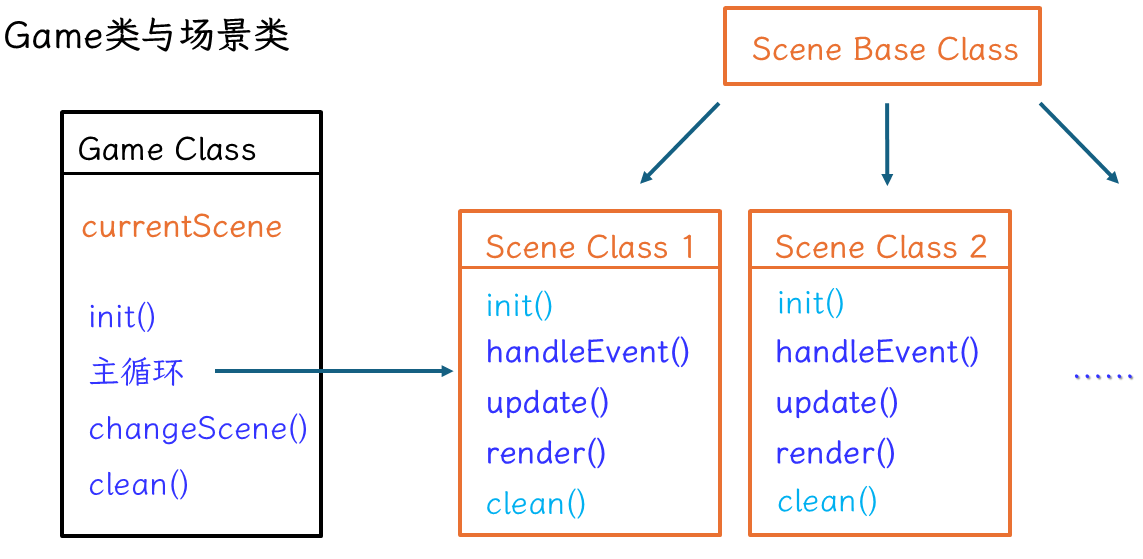 Game类与场景类
Scene Base Class
Game Class
currentScene
init()
主循环
changeScene()
clean()
Scene Class 1
init()
handleEvent()
update()
render()
clean()
Scene Class 2
init()
handleEvent()
update()
render()
clean()
......